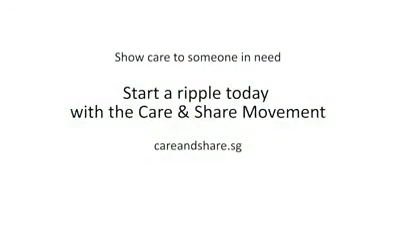 Show care to someone in need
Start a ripple today
with the Care & Share Movement
careandshare.sg